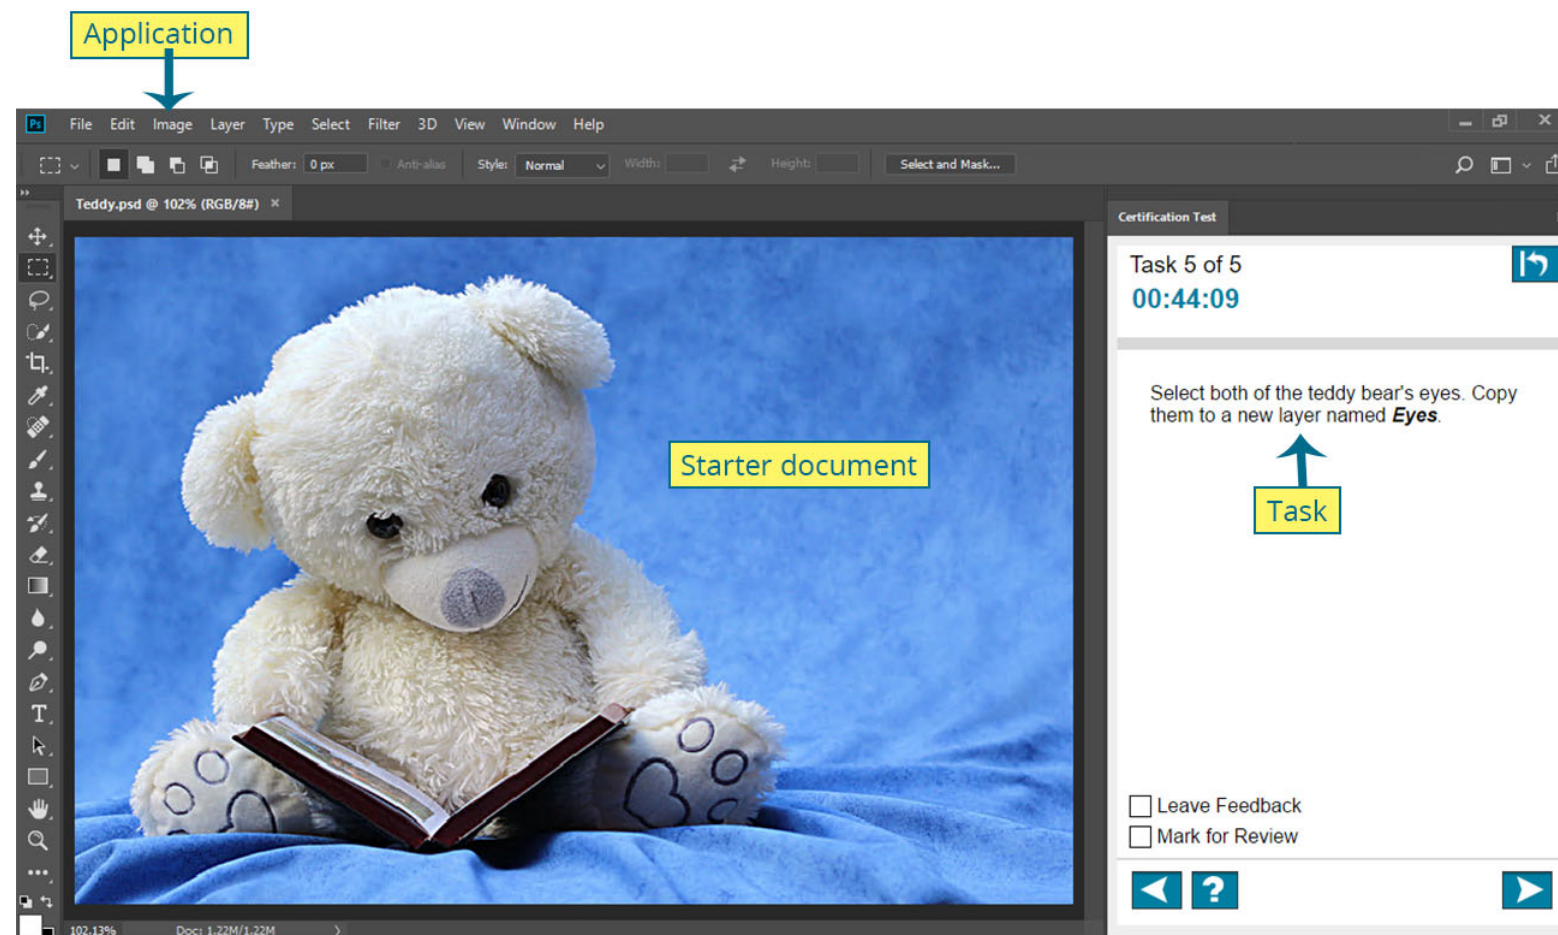 Application
Ps File Edit Image Layer Type Select Filter 3D View Window Help
Feather: 0 px Anti-alias Style: Normal Width: Height: Select and Mask...
Teddy.psd @ 102% (RGB/8#) ×
Certification Test
Task 5 of 5
00:44:09
Select both of the teddy bear's eyes. Copy
them to a new layer named Eyes.
Starter document
Task
Leave Feedback
Mark for Review
?
102.13% Doc: 1.22M/1.22M